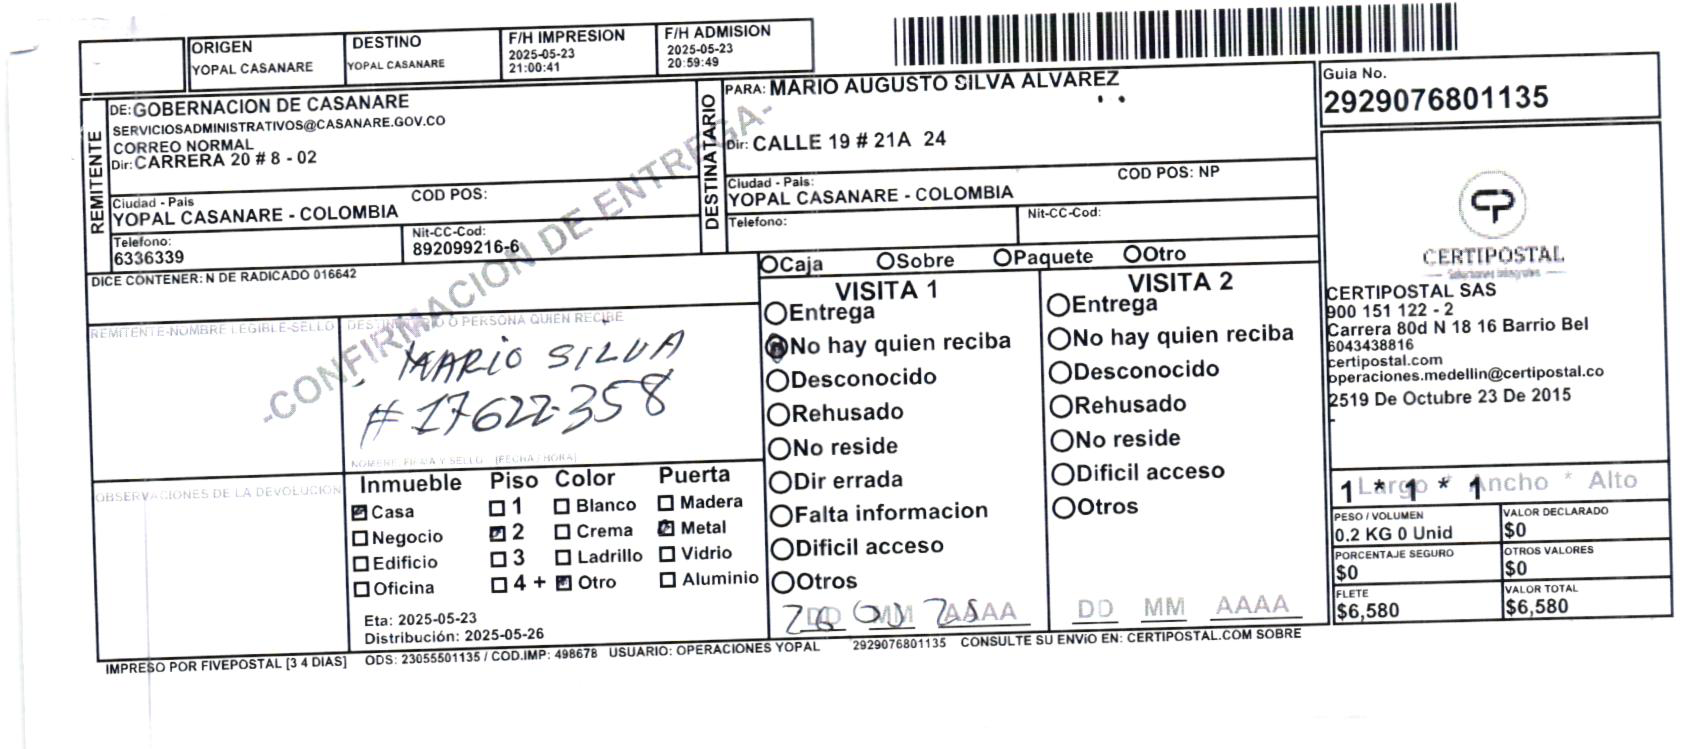 ORIGEN
YOPAL CASANARE
DESTINO
YOPAL CASANARE
F/H IMPRESION
2025-05-23
21:00:41
F/H ADMISION
2025-05-23
20:59:49
REMITENTE
DE: GOBERNACION DE CASANARE
SERVICIOSADMINISTRATIVOS@CASANARE.GOV.CO
CORREO NORMAL
Dir: CARRERA 20 # 8 - 02
Ciudad - Pais
COD POS:
YOPAL CASANARE - COLOMBIA
Telefono:
6336339
Nit-CC-Cod:
892099216-6
DESTINATARIO
PARA: MARIO AUGUSTO SILVA ALVAREZ
Dir: CALLE 19 # 21A 24
Ciudad - Pais:
COD POS: NP
YOPAL CASANARE - COLOMBIA
Telefono:
Nit-CC-Cod:
Guia No.
2929076801135
-CONFIRMACION DE ENTREGA-
DICE CONTENER: N DE RADICADO 016642
REMITENTE-NOMBRE LEGIBLE-SELLO
DESTINATARIO O PERSONA QUIEN RECIBE
MARIO SILVA
# 17622358
NOMBRE, FIRMA Y SELLO [FECHA / HORA]
OBSERVACIONES DE LA DEVOLUCION
Inmueble
Casa
Negocio
Edificio
Oficina
Piso
1
2
3
4 +
Color
Blanco
Crema
Ladrillo
Otro
Puerta
Madera
Metal
Vidrio
Aluminio
Eta: 2025-05-23
Distribución: 2025-05-26
Caja
Sobre
Paquete
Otro
VISITA 1
Entrega
No hay quien reciba
Desconocido
Rehusado
No reside
Dir errada
Falta informacion
Dificil acceso
Otros
DD MM AAAA
VISITA 2
Entrega
No hay quien reciba
Desconocido
Rehusado
No reside
Dificil acceso
Otros
DD MM AAAA
CERTIPOSTAL
Soluciones Integrales
CERTIPOSTAL SAS
900 151 122 - 2
Carrera 80d N 18 16 Barrio Bel
6043438816
certipostal.com
operaciones.medellin@certipostal.co
2519 De Octubre 23 De 2015
-
1 * 1 * 1
Largo * Ancho * Alto
PESO / VOLUMEN
0.2 KG 0 Unid
VALOR DECLARADO
$0
PORCENTAJE SEGURO
$0
OTROS VALORES
$0
FLETE
$6,580
VALOR TOTAL
$6,580
IMPRESO POR FIVEPOSTAL [3 4 DIAS] ODS: 23055501135 / COD.IMP: 498678 USUARIO: OPERACIONES YOPAL 2929076801135 CONSULTE SU ENViO EN: CERTIPOSTAL.COM SOBRE